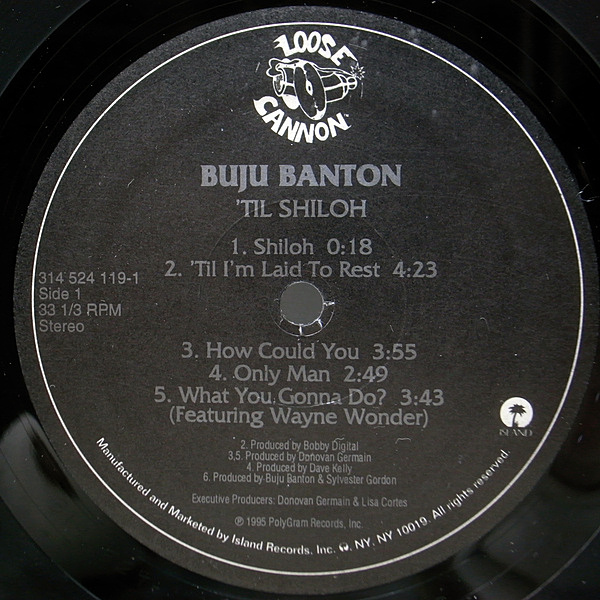 LOOSE
CANNON
BUJU BANTON
'TIL SHILOH
1. Shiloh 0:18
2. 'Til I'm Laid To Rest 4:23
314 524 119-1
Side 1
33 1/3 RPM
Stereo
3. How Could You 3:55
4. Only Man 2:49
5. What You Gonna Do? 3:43
(Featuring Wayne Wonder)
ISLAND
2. Produced by Bobby Digital
3,5. Produced by Donovan Germain
4. Produced by Dave Kelly
6. Produced by Buju Banton & Sylvester Gordon
Executive Producers: Donovan Germain & Lisa Cortes
℗ 1995 PolyGram Records, Inc.
Manufactured and Marketed by Island Records. Inc. NY. NY 10019. All rights reserved.